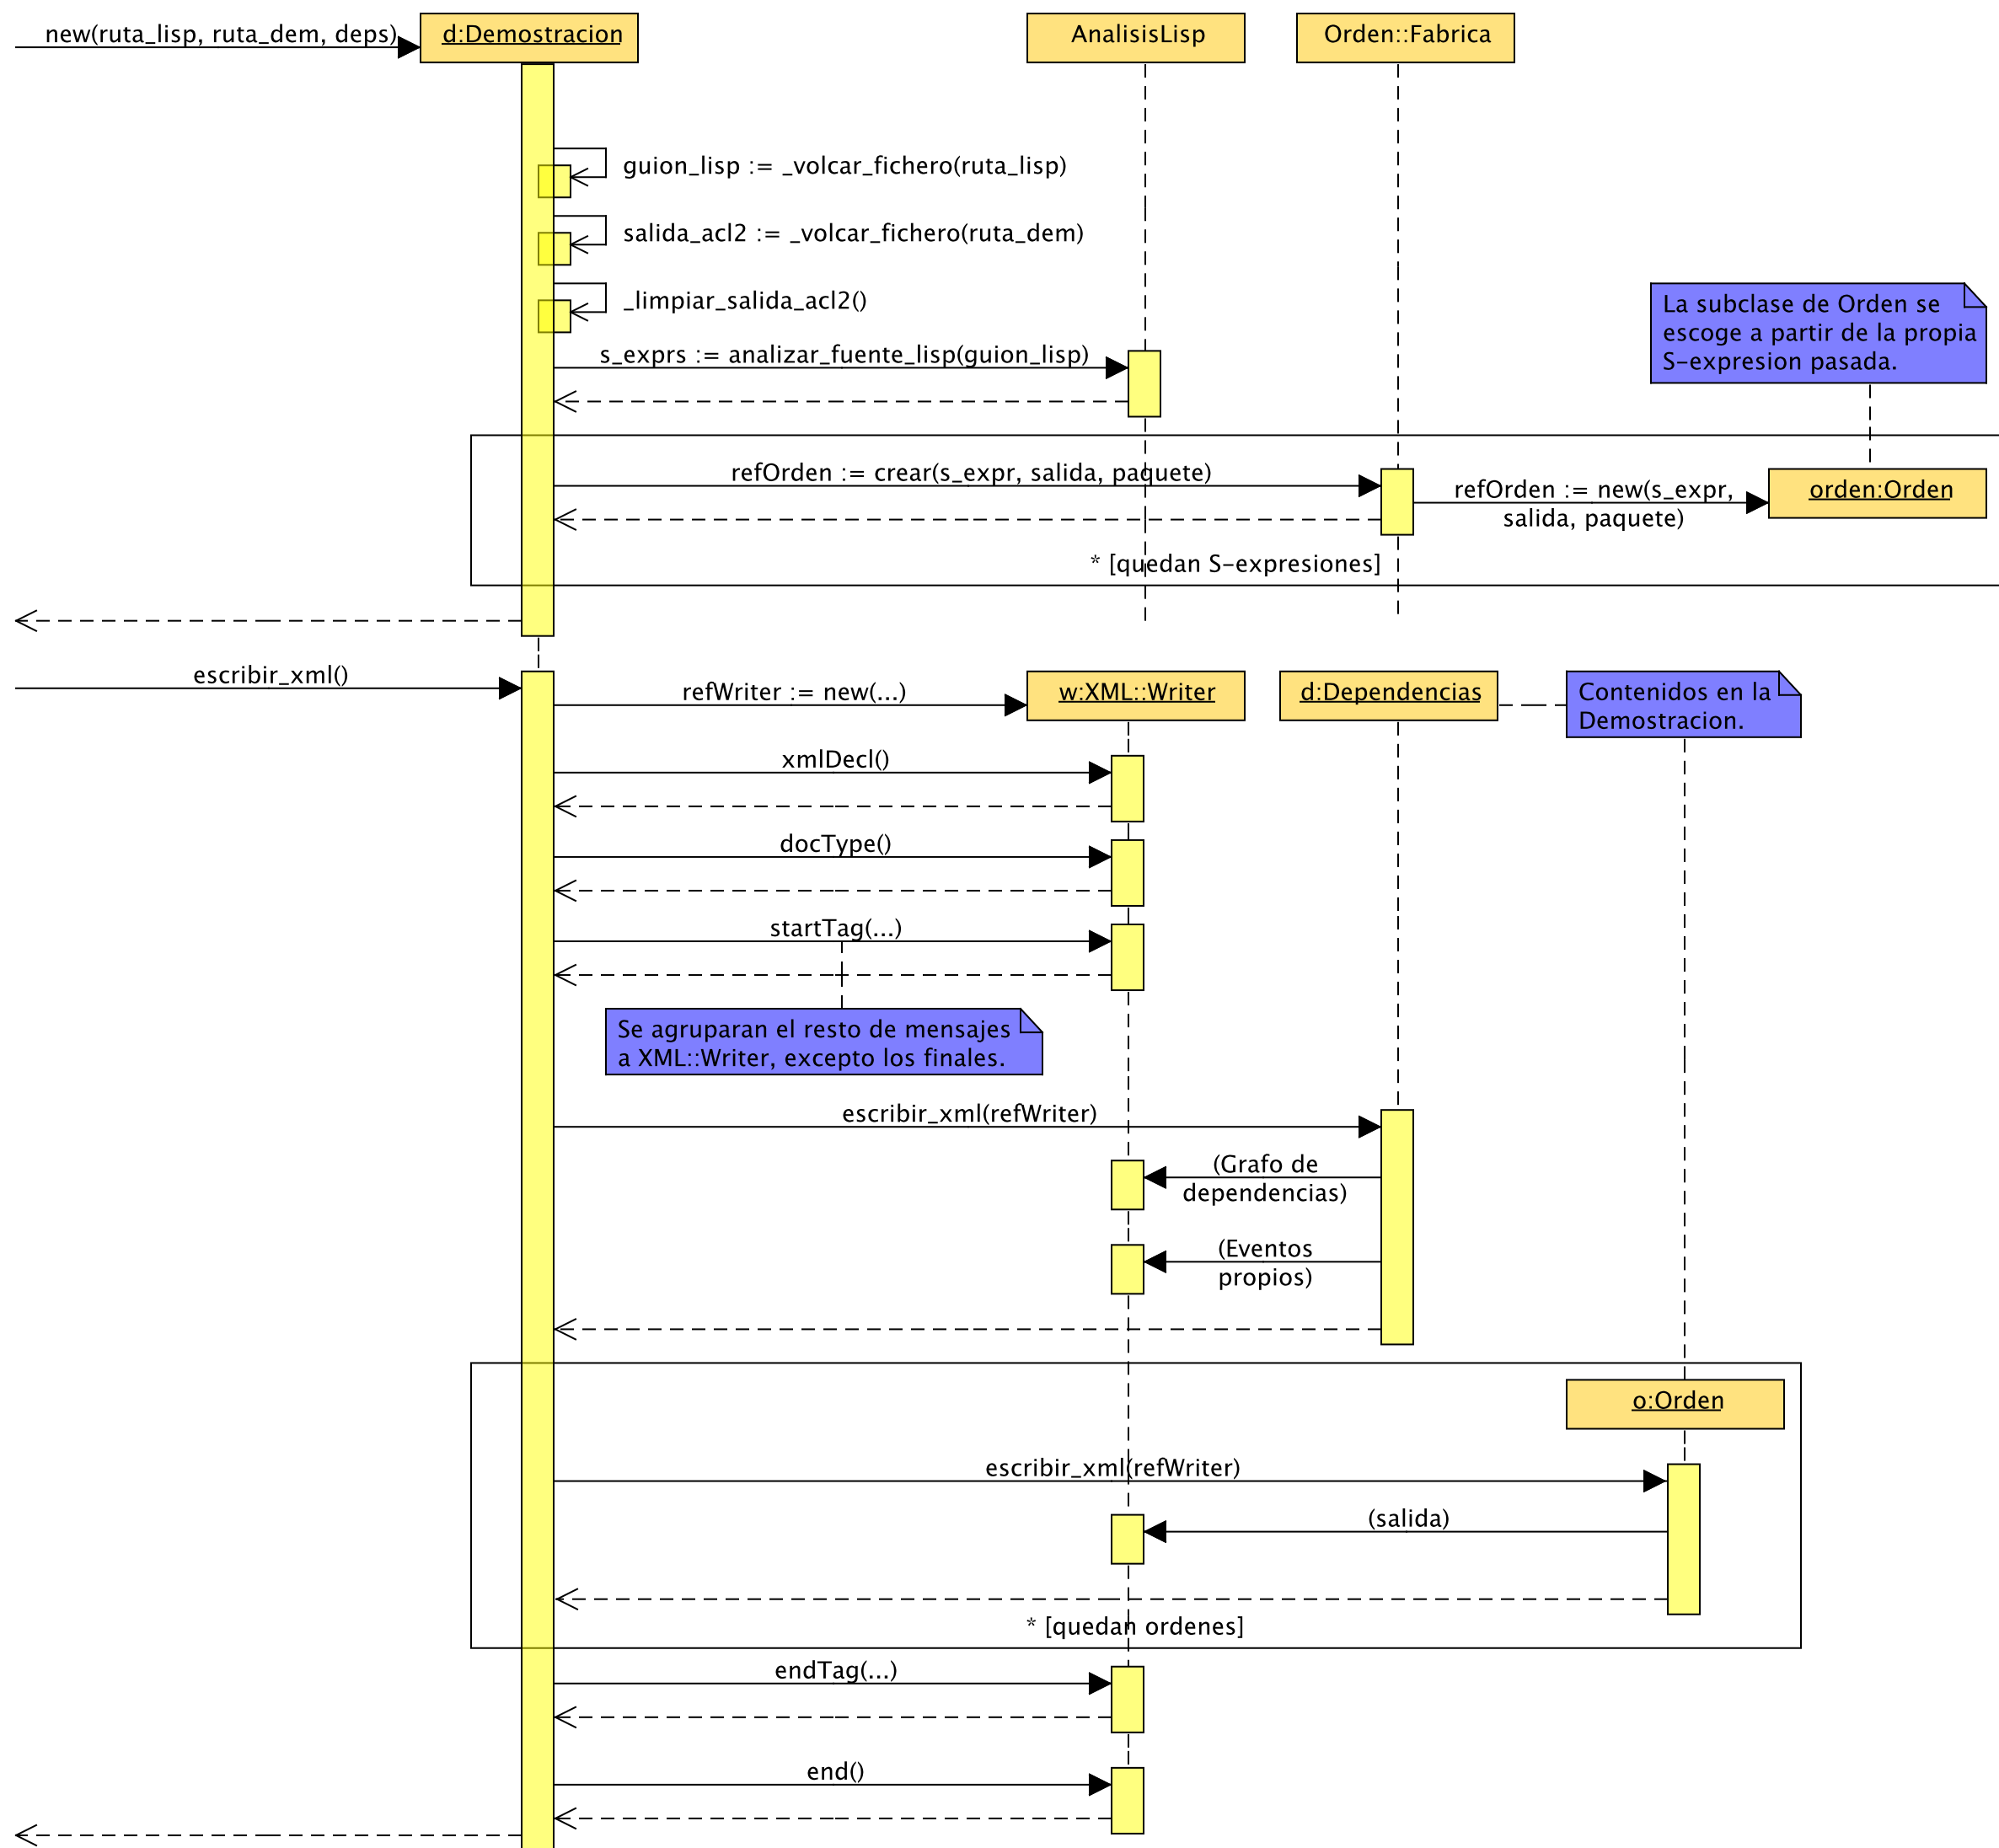 new(ruta_lisp, ruta_dem, deps)
d:Demostracion
AnalisisLisp
Orden::Fabrica
guion_lisp := _volcar_fichero(ruta_lisp)
salida_acl2 := _volcar_fichero(ruta_dem)
_limpiar_salida_acl2()
La subclase de Orden se
escoge a partir de la propia
S-expresion pasada.
s_exprs := analizar_fuente_lisp(guion_lisp)
refOrden := crear(s_expr, salida, paquete)
refOrden := new(s_expr,
salida, paquete)
orden:Orden
* [quedan S-expresiones]
escribir_xml()
refWriter := new(...)
w:XML::Writer
d:Dependencias
Contenidos en la
Demostracion.
xmlDecl()
docType()
startTag(...)
Se agruparan el resto de mensajes
a XML::Writer, excepto los finales.
escribir_xml(refWriter)
(Grafo de
dependencias)
(Eventos
propios)
o:Orden
escribir_xml(refWriter)
(salida)
* [quedan ordenes]
endTag(...)
end()